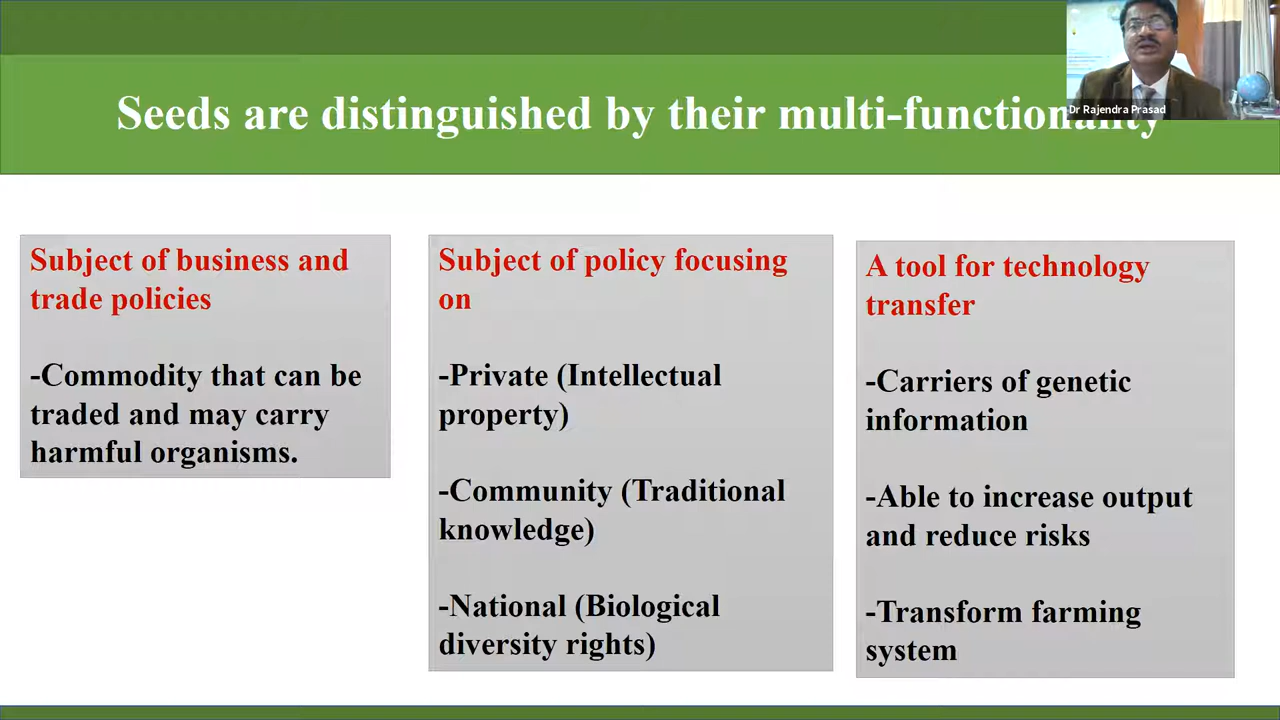 Dr Rajendra Prasad
Seeds are distinguished by their multi-functionality
Subject of business and
trade policies
-Commodity that can be
traded and may carry
harmful organisms.
Subject of policy focusing
on
-Private (Intellectual
property)
-Community (Traditional
knowledge)
-National (Biological
diversity rights)
A tool for technology
transfer
-Carriers of genetic
information
-Able to increase output
and reduce risks
-Transform farming
system